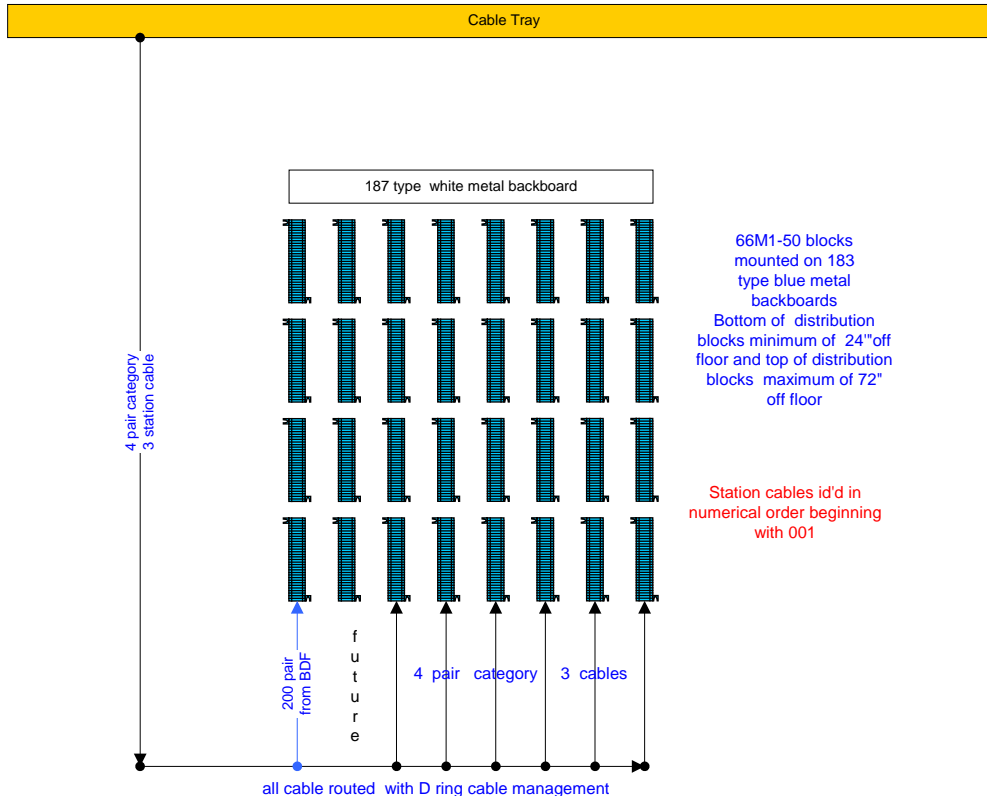 Cable Tray
187 type  white metal backboard
66M1-50 blocks
mounted on 183
type blue metal
backboards
Bottom of  distribution
blocks minimum of  24'"off
floor and top of distribution
blocks  maximum of 72"
off floor
4 pair category
3 station cable
Station cables id'd in
numerical order beginning
with 001
200 pair
from BDF
f
u
t
u
r
e
4  pair   category     3  cables
all cable routed  with D ring cable management